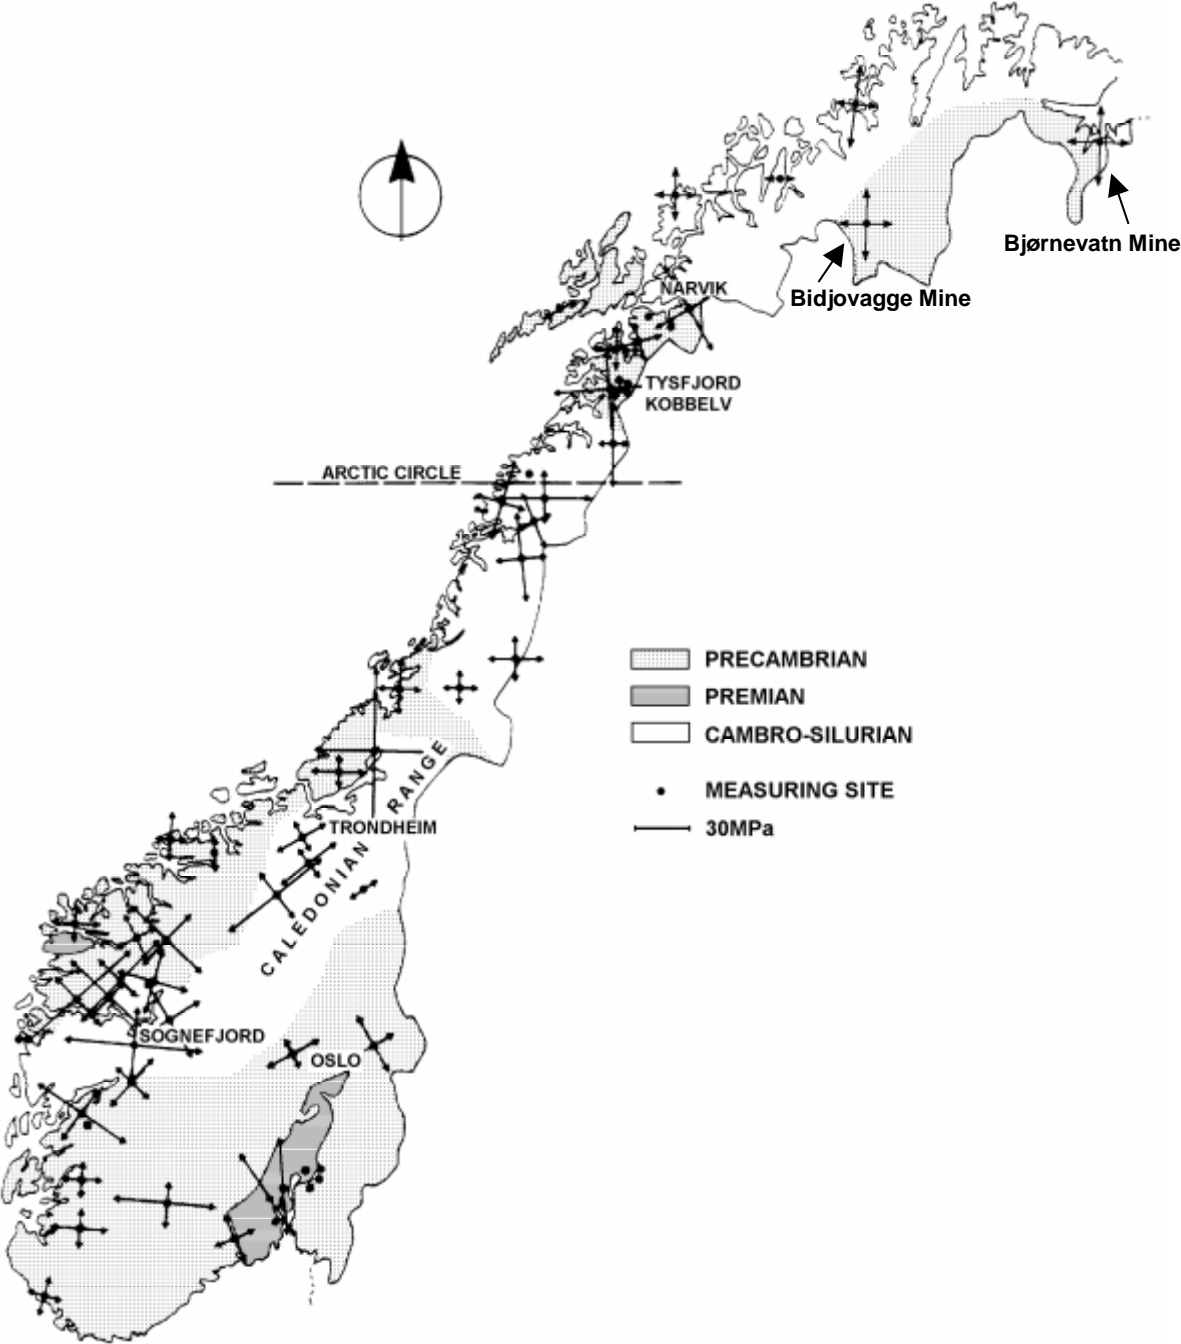 Bjørnevatn Mine
Bidjovagge Mine
NARVIK
TYSFJORD
KOBBELV
ARCTIC CIRCLE
PRECAMBRIAN
PREMIAN
CAMBRO-SILURIAN
MEASURING SITE
30MPa
CALEDONIAN RANGE
TRONDHEIM
SOGNEFJORD
OSLO